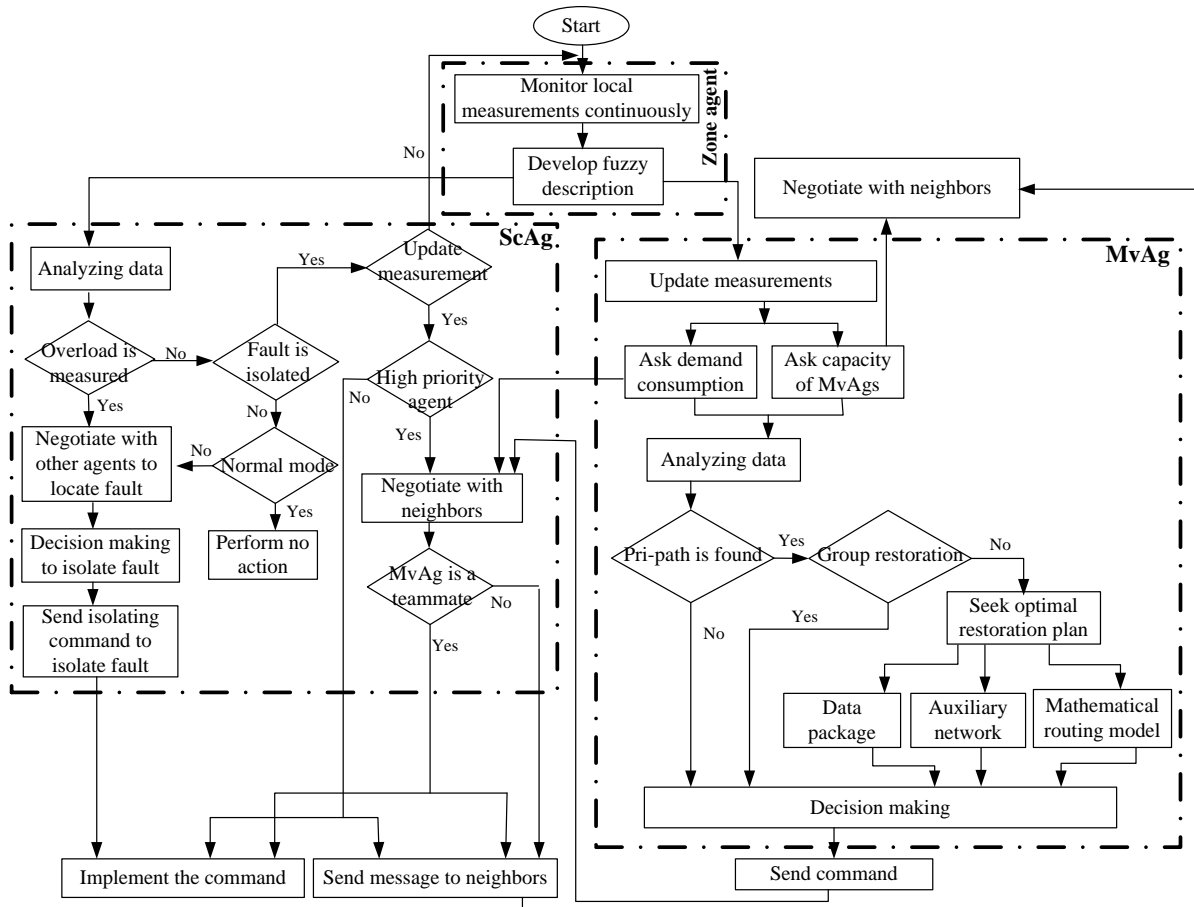 Start
Monitor local
measurements continuously
Zone agent
No
Develop fuzzy
description
Negotiate with neighbors
ScAg
MvAg
Analyzing data
Yes
Update
measurement
Update measurements
Yes
Overload is
measured
No
Fault is
isolated
High priority
agent
Ask demand
consumption
Ask capacity
of MvAgs
Yes
No
No
Negotiate with
other agents to
locate fault
No
Normal mode
Yes
Negotiate with
neighbors
Analyzing data
Yes
Decision making
to isolate fault
Perform no
action
MvAg is a
teammate
No
Pri-path is found
Yes
Group restoration
No
Send isolating
command to
isolate fault
Yes
No
Yes
Seek optimal
restoration plan
Data
package
Auxiliary
network
Mathematical
routing model
Decision making
Implement the command
Send message to neighbors
Send command